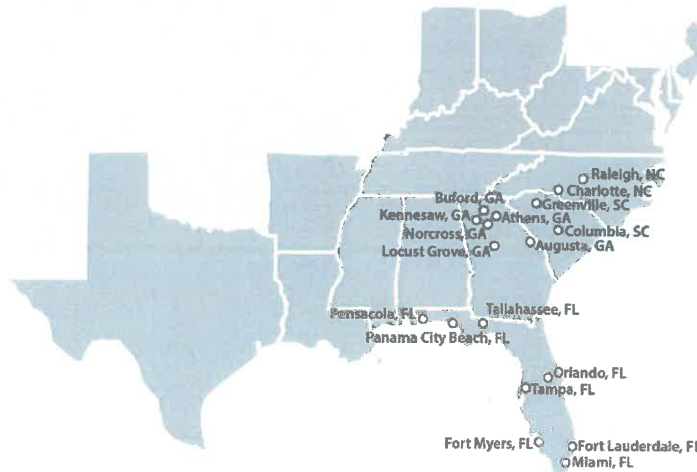 Raleigh, NC
Charlotte, NC
Buford, GA
Greenville, SC
Kennesaw, GA
Athens, GA
Norcross, GA
Columbia, SC
Locust Grove, GA
Augusta, GA
Pensacola, FL
Tallahassee, FL
Panama City Beach, FL
Orlando, FL
Tampa, FL
Fort Myers, FL
Fort Lauderdale, FL
Miami, FL